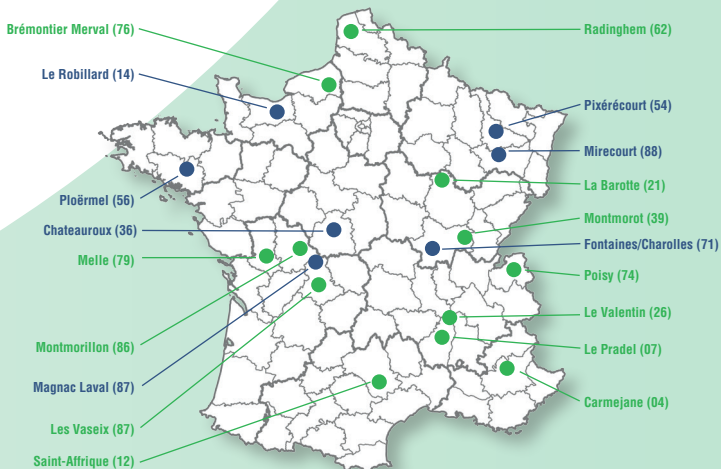 Brémontier Merval (76)
Le Robillard (14)
Ploërmel (56)
Chateauroux (36)
Melle (79)
Montmorillon (86)
Magnac Laval (87)
Les Vaseix (87)
Saint-Affrique (12)
Radinghem (62)
Pixérécourt (54)
Mirecourt (88)
La Barotte (21)
Montmorot (39)
Fontaines/Charolles (71)
Poisy (74)
Le Valentin (26)
Le Pradel (07)
Carmejane (04)